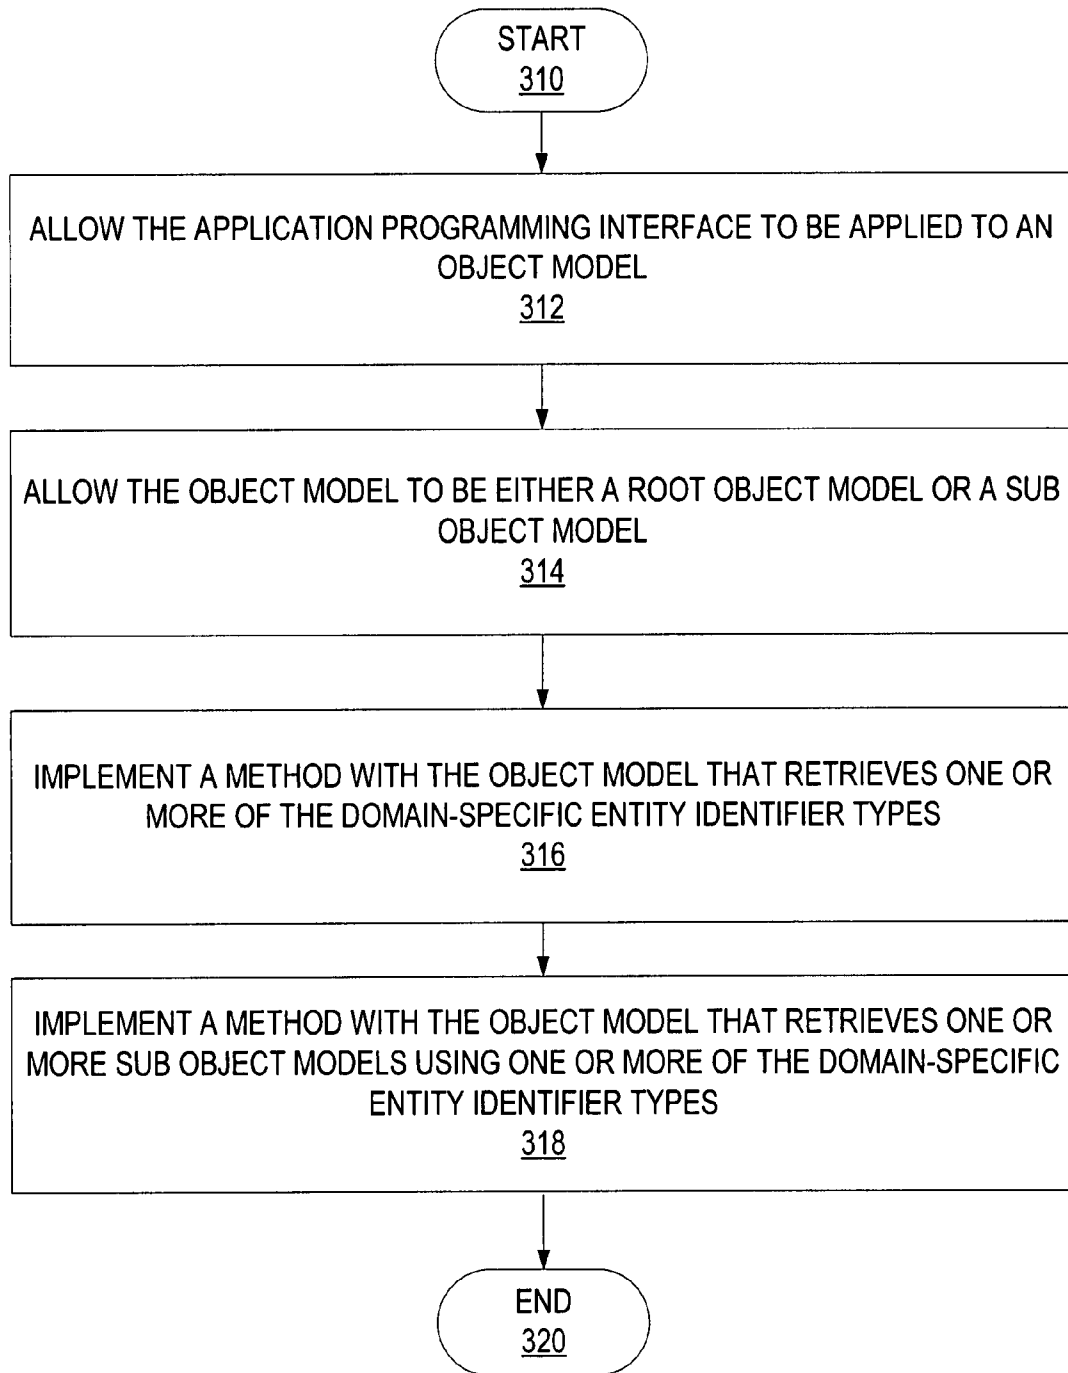 START
310
ALLOW THE APPLICATION PROGRAMMING INTERFACE TO BE APPLIED TO AN
OBJECT MODEL
312
ALLOW THE OBJECT MODEL TO BE EITHER A ROOT OBJECT MODEL OR A SUB
OBJECT MODEL
314
IMPLEMENT A METHOD WITH THE OBJECT MODEL THAT RETRIEVES ONE OR
MORE OF THE DOMAIN-SPECIFIC ENTITY IDENTIFIER TYPES
316
IMPLEMENT A METHOD WITH THE OBJECT MODEL THAT RETRIEVES ONE OR
MORE SUB OBJECT MODELS USING ONE OR MORE OF THE DOMAIN-SPECIFIC
ENTITY IDENTIFIER TYPES
318
END
320